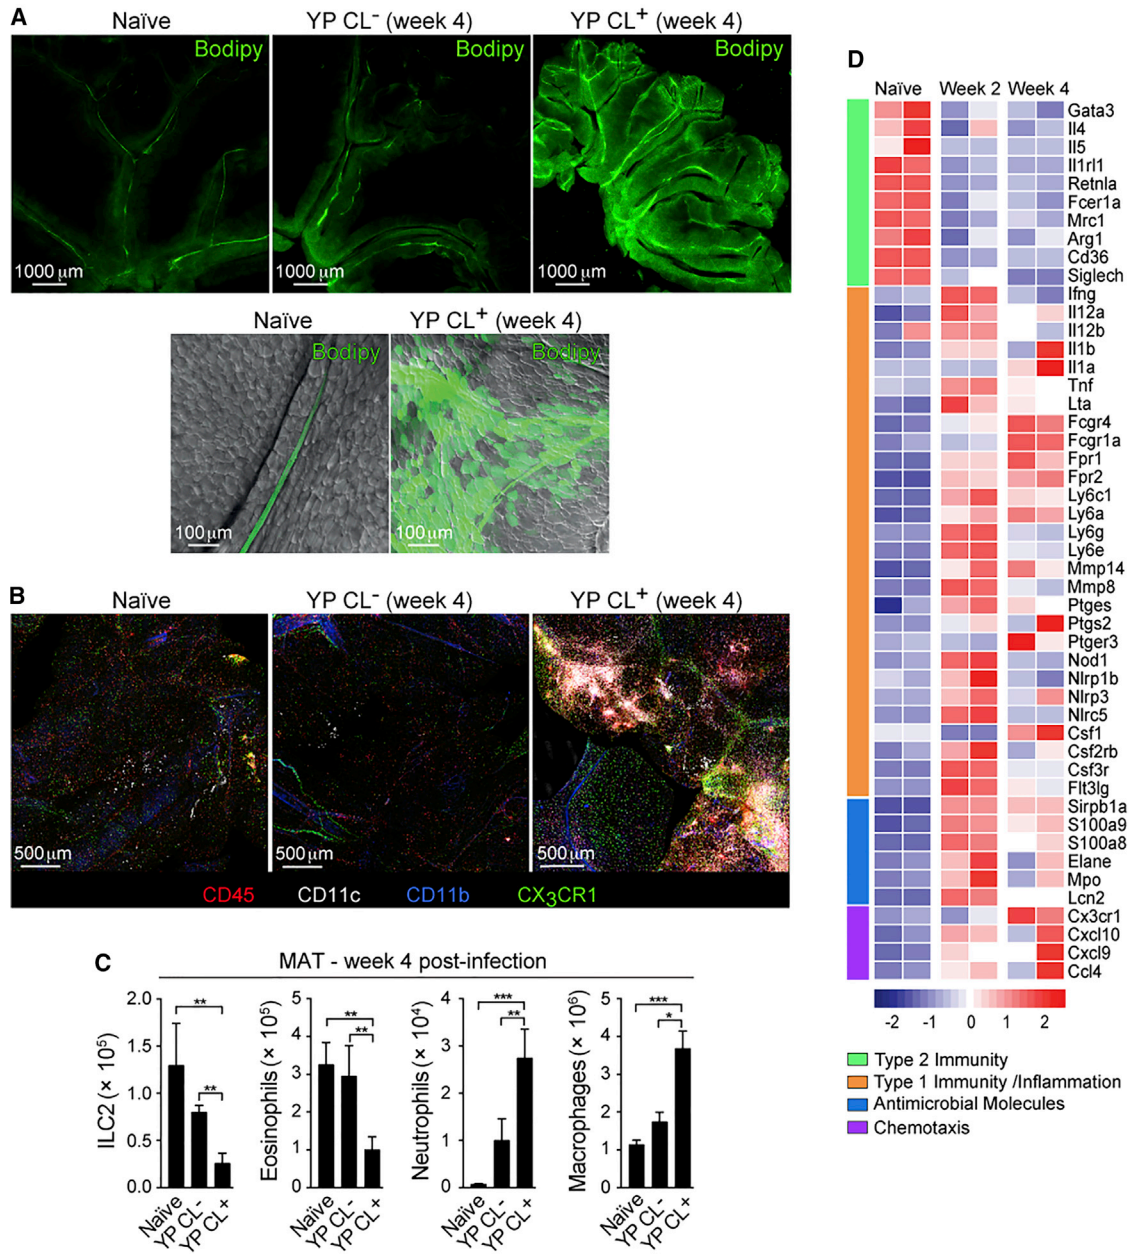 A
Naïve
YP CL- (week 4)
YP CL+ (week 4)
Bodipy
Bodipy
Bodipy
1000 µm
1000 µm
1000 µm
Naïve
YP CL+ (week 4)
Bodipy
Bodipy
100 µm
100 µm
B
Naïve
YP CL- (week 4)
YP CL+ (week 4)
500 µm
500 µm
500 µm
CD45 CD11c CD11b CX3CR1
C
MAT - week 4 post-infection
ILC2 (× 10^5)
2.0
1.5
1.0
0.5
0.0
**
**
Naïve
YP CL-
YP CL+
Eosinophils (× 10^5)
5
4
3
2
1
0
**
**
Naïve
YP CL-
YP CL+
Neutrophils (× 10^4)
4
3
2
1
0
***
**
Naïve
YP CL-
YP CL+
Macrophages (× 10^6)
5
4
3
2
1
0
***
*
Naïve
YP CL-
YP CL+
D
Naïve Week 2 Week 4
Gata3
Il4
Il5
Il1rl1
Retnla
Fcer1a
Mrc1
Arg1
Cd36
Siglech
Ifng
Il12a
Il12b
Il1b
Il1a
Tnf
Lta
Fcgr4
Fcgr1a
Fpr1
Fpr2
Ly6c1
Ly6a
Ly6g
Ly6e
Mmp14
Mmp8
Ptges
Ptgs2
Ptger3
Nod1
Nlrp1b
Nlrp3
Nlrc5
Csf1
Csf2rb
Csf3r
Flt3lg
Sirpb1a
S100a9
S100a8
Elane
Mpo
Lcn2
Cx3cr1
Cxcl10
Cxcl9
Ccl4
-2 -1 0 1 2
Type 2 Immunity
Type 1 Immunity /Inflammation
Antimicrobial Molecules
Chemotaxis